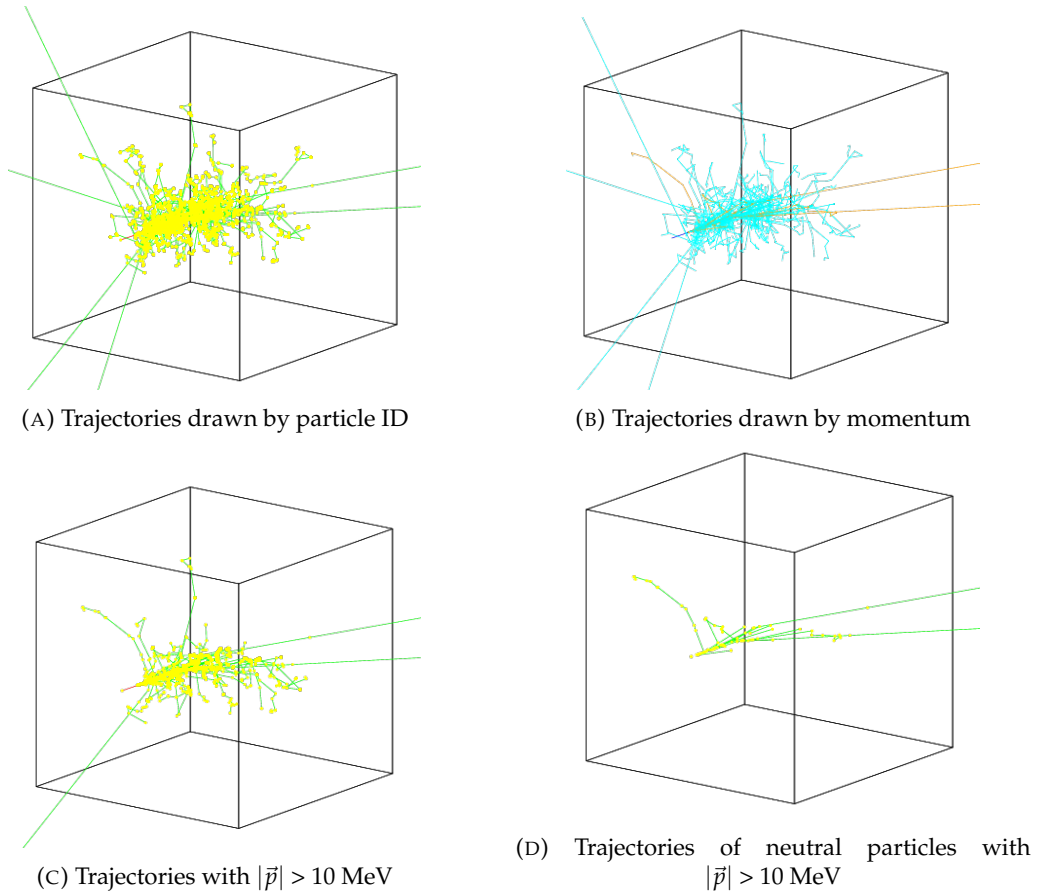 (A) Trajectories drawn by particle ID
(B) Trajectories drawn by momentum
(C) Trajectories with |p⃗| > 10 MeV
(D) Trajectories of neutral particles with
|p⃗| > 10 MeV